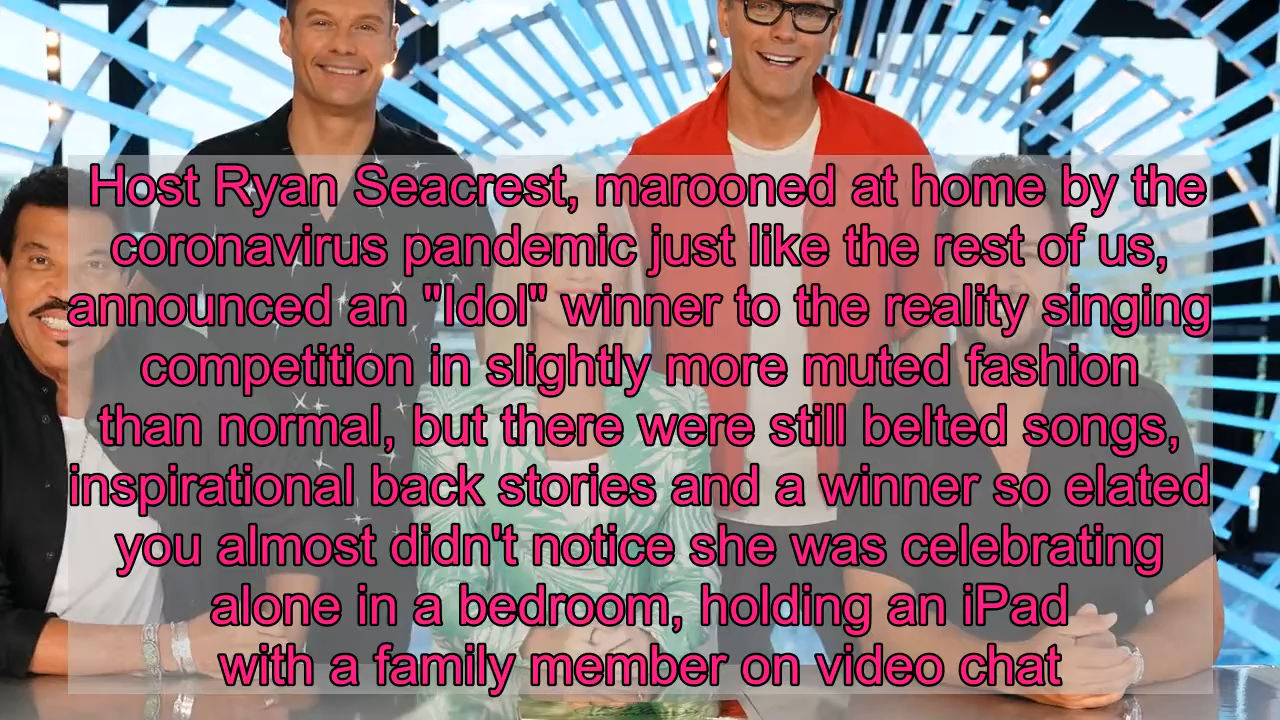 Host Ryan Seacrest, marooned at home by the
coronavirus pandemic just like the rest of us,
announced an "Idol" winner to the reality singing
competition in slightly more muted fashion
than normal, but there were still belted songs,
inspirational back stories and a winner so elated
you almost didn't notice she was celebrating
alone in a bedroom, holding an iPad
with a family member on video chat